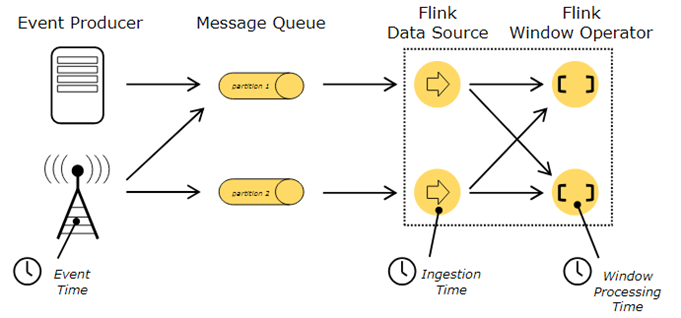 Event Producer
Message Queue
Flink
Data Source
Flink
Window Operator
partition 1
partition 2
Event
Time
Ingestion
Time
Window
Processing
Time